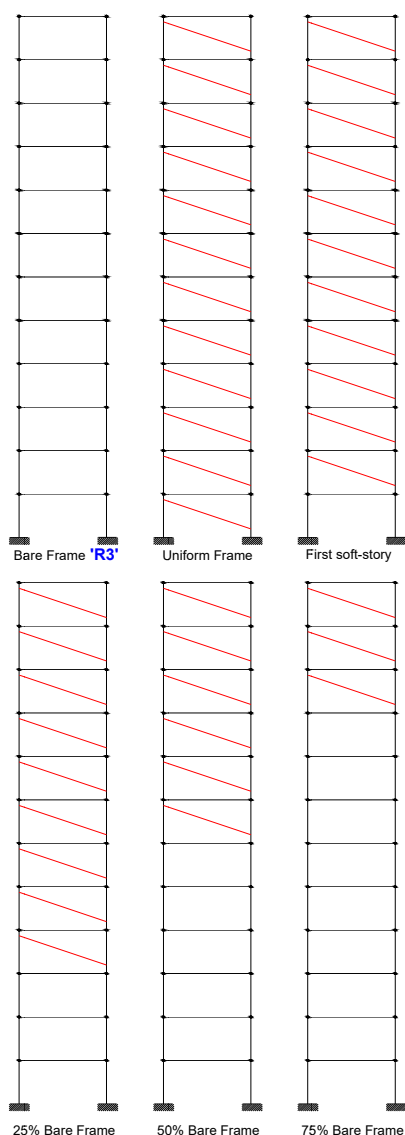 Bare Frame 'R3'
Uniform Frame
First soft-story
25% Bare Frame
50% Bare Frame
75% Bare Frame